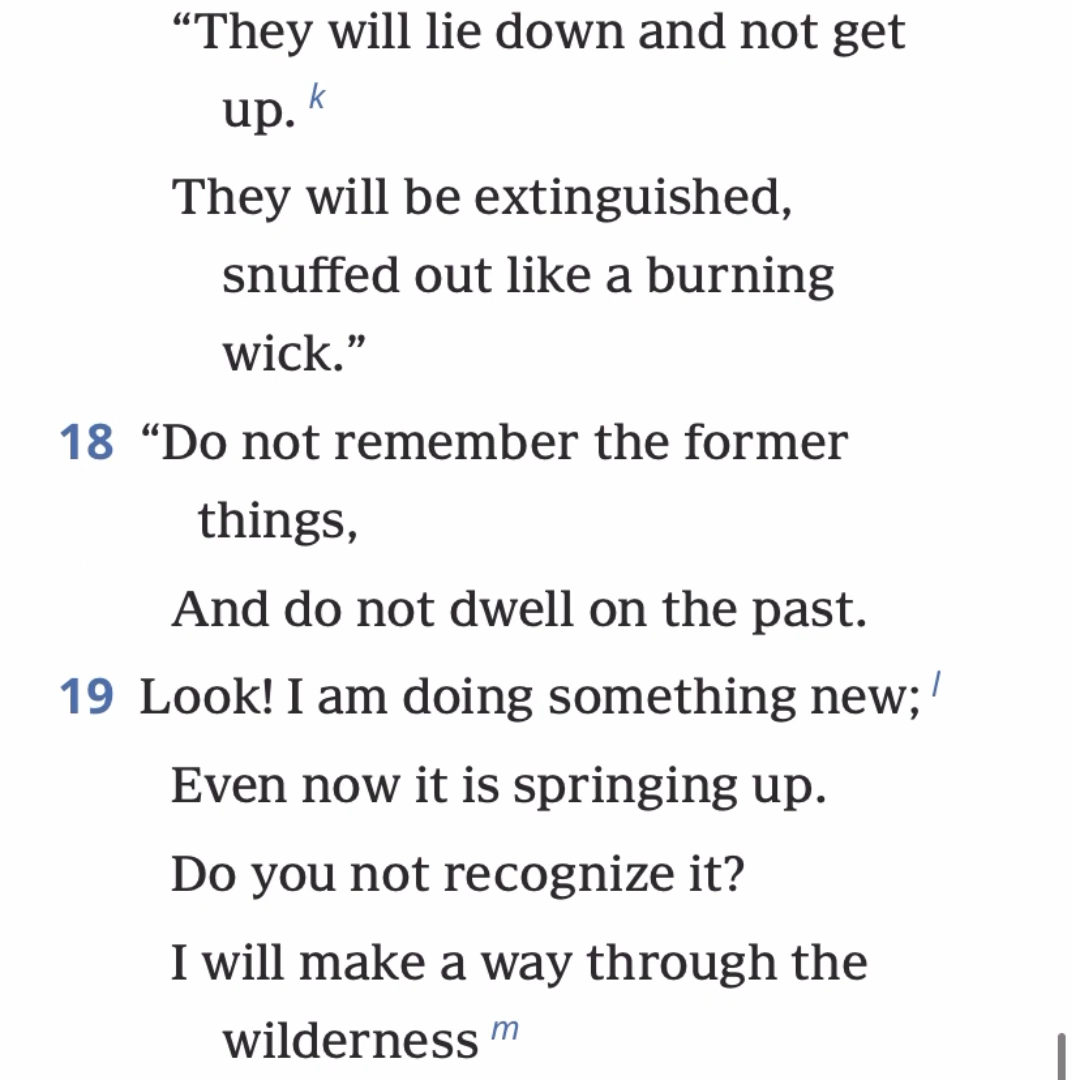 “They will lie down and not get
up. k
They will be extinguished,
snuffed out like a burning
wick.”
18 “Do not remember the former
things,
And do not dwell on the past.
19 Look! I am doing something new; l
Even now it is springing up.
Do you not recognize it?
I will make a way through the
wilderness m